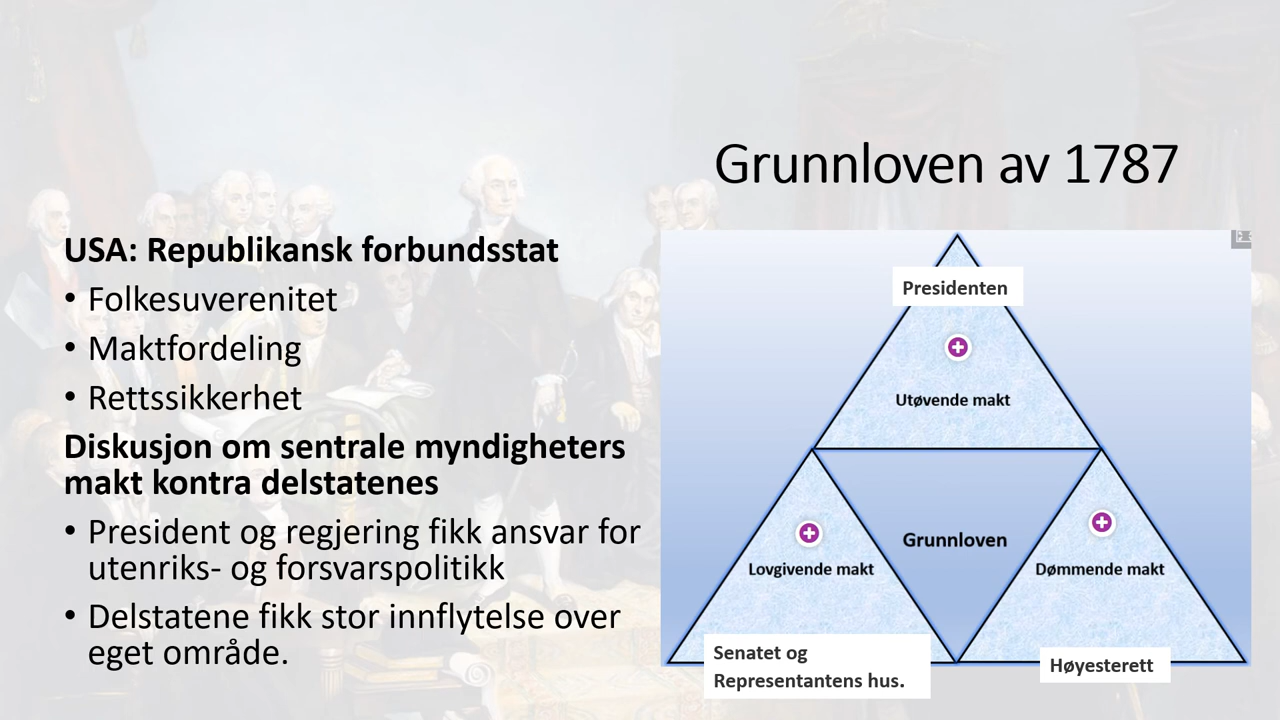 Grunnloven av 1787
USA: Republikansk forbundsstat
• Folkesuverenitet
• Maktfordeling
• Rettssikkerhet
Diskusjon om sentrale myndigheters
makt kontra delstatenes
• President og regjering fikk ansvar for
utenriks- og forsvarspolitikk
• Delstatene fikk stor innflytelse over
eget område.
Presidenten
Utøvende makt
Grunnloven
Lovgivende makt
Dømmende makt
Senatet og
Representantens hus.
Høyesterett